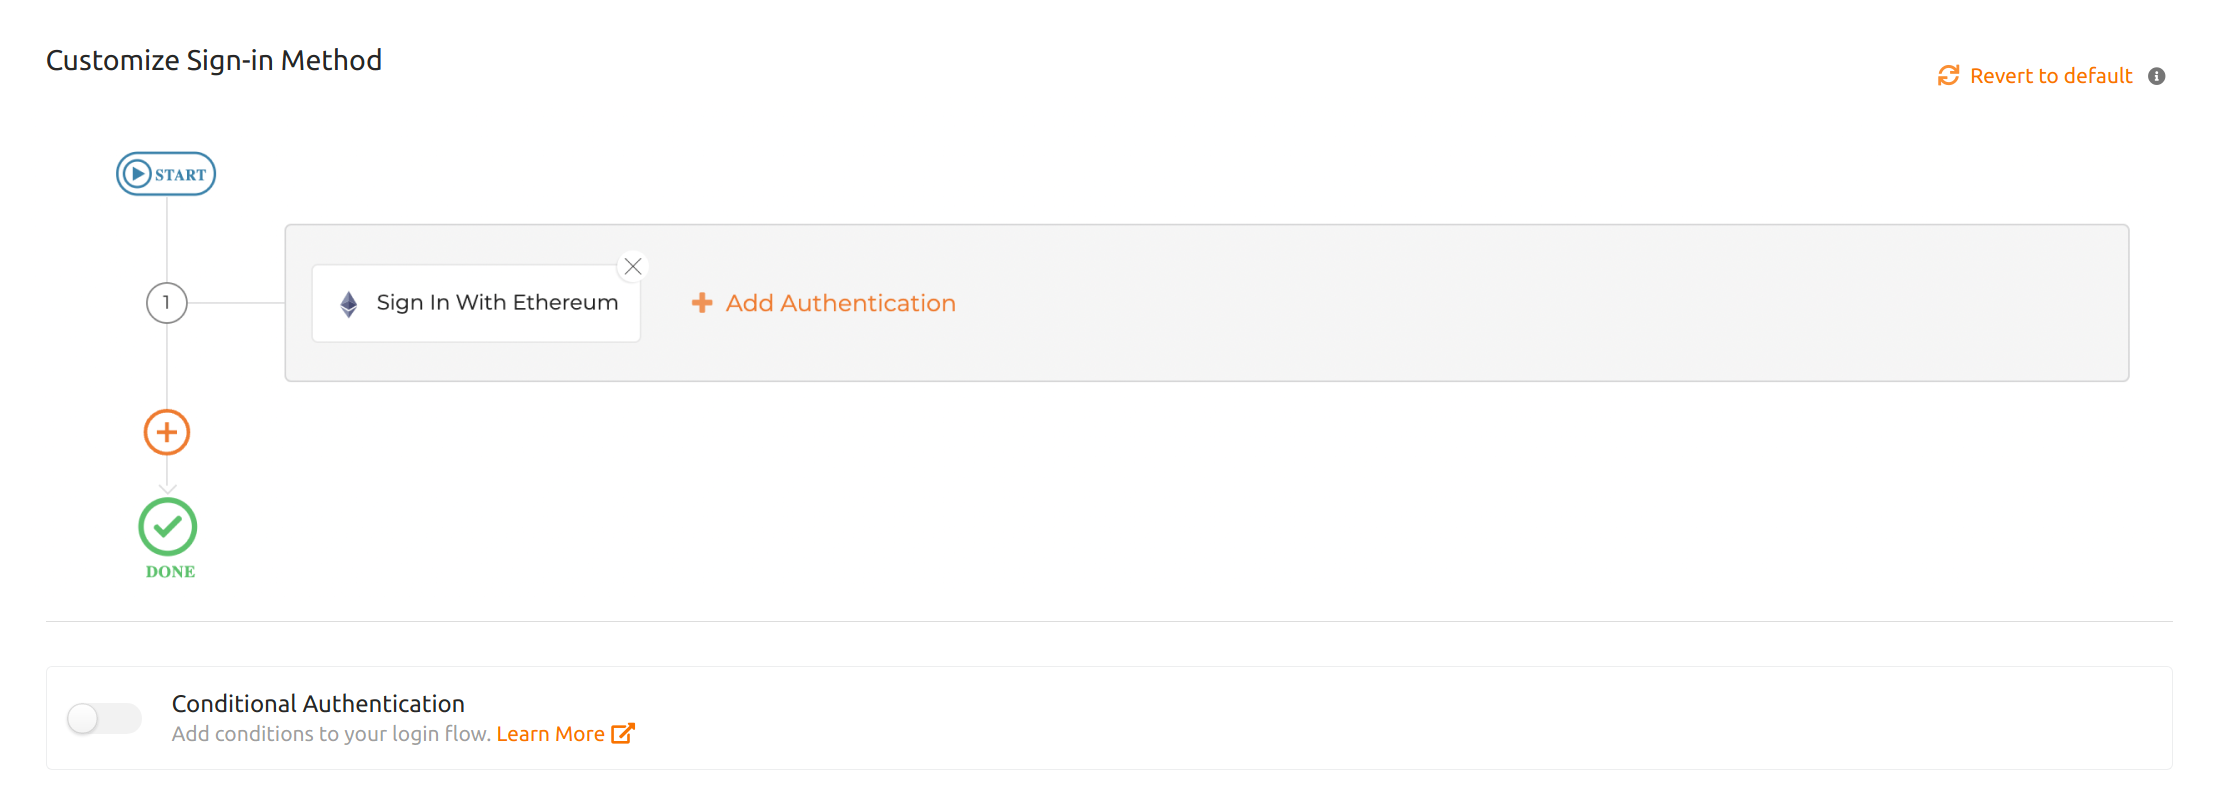 Customize Sign-in Method
Revert to default
START
1
Sign In With Ethereum
Add Authentication
DONE
Conditional Authentication
Add conditions to your login flow. Learn More